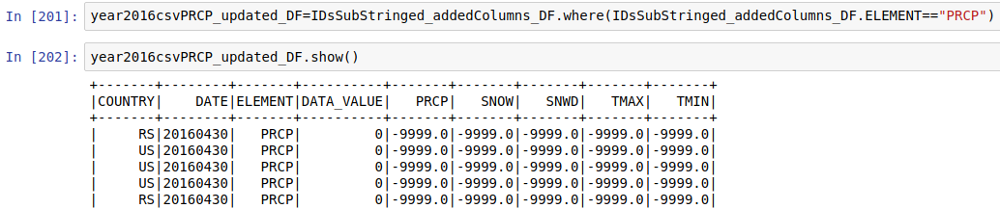 In [201]: year2016csvPRCP_updated_DF=IDsSubStringed_addedColumns_DF.where(IDsSubStringed_addedColumns_DF.ELEMENT=="PRCP")
In [202]: year2016csvPRCP_updated_DF.show()
+-------+--------+-------+----------+-------+-------+-------+-------+-------+
|COUNTRY|    DATE|ELEMENT|DATA_VALUE|   PRCP|   SNOW|   SNWD|   TMAX|   TMIN|
+-------+--------+-------+----------+-------+-------+-------+-------+-------+
|     RS|20160430|   PRCP|         0|-9999.0|-9999.0|-9999.0|-9999.0|-9999.0|
|     US|20160430|   PRCP|         0|-9999.0|-9999.0|-9999.0|-9999.0|-9999.0|
|     US|20160430|   PRCP|         0|-9999.0|-9999.0|-9999.0|-9999.0|-9999.0|
|     US|20160430|   PRCP|         0|-9999.0|-9999.0|-9999.0|-9999.0|-9999.0|
|     RS|20160430|   PRCP|         0|-9999.0|-9999.0|-9999.0|-9999.0|-9999.0|